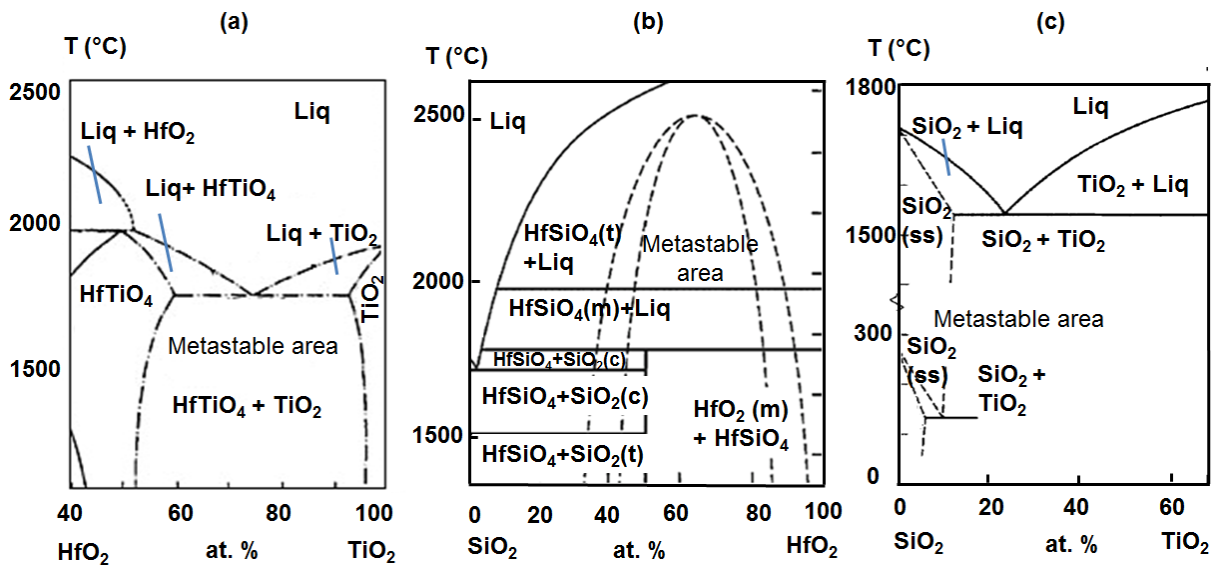 (a)
T (°C)
2500
2000
1500
Liq
Liq + HfO₂
Liq+ HfTiO₄
Liq + TiO₂
HfTiO₄
TiO₂
Metastable area
HfTiO₄ + TiO₂
40
60
80
100
HfO₂
at. %
TiO₂
(b)
T (°C)
2500
2000
1500
Liq
HfSiO₄(t)
+Liq
Metastable
area
HfSiO₄(m)+Liq
HfSiO₄+SiO₂(c)
HfSiO₄+SiO₂(c)
HfSiO₄+SiO₂(t)
HfO₂ (m)
+ HfSiO₄
0
20
40
60
80
100
SiO₂
at. %
HfO₂
(c)
T (°C)
1800
1500
300
0
Liq
SiO₂ + Liq
TiO₂ + Liq
SiO₂
(ss)
SiO₂ + TiO₂
Metastable area
SiO₂
(ss)
SiO₂ +
TiO₂
0
20
40
60
SiO₂
at. %
TiO₂